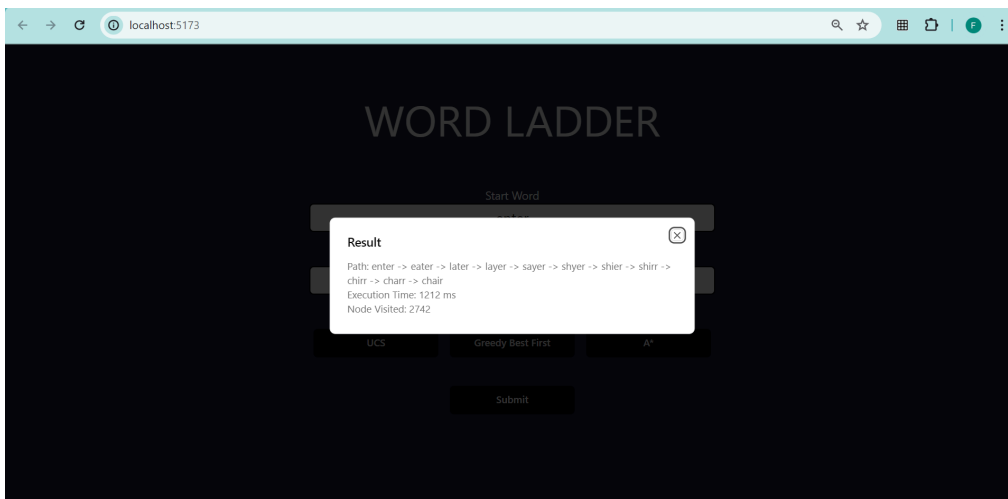 localhost:5173
F
WORD LADDER
Start Word
Result
Path: enter -> eater -> later -> layer -> sayer -> shyer -> shier -> shirr ->
chirr -> charr -> chair
Execution Time: 1212 ms
Node Visited: 2742
UCS Greedy Best First A*
Submit